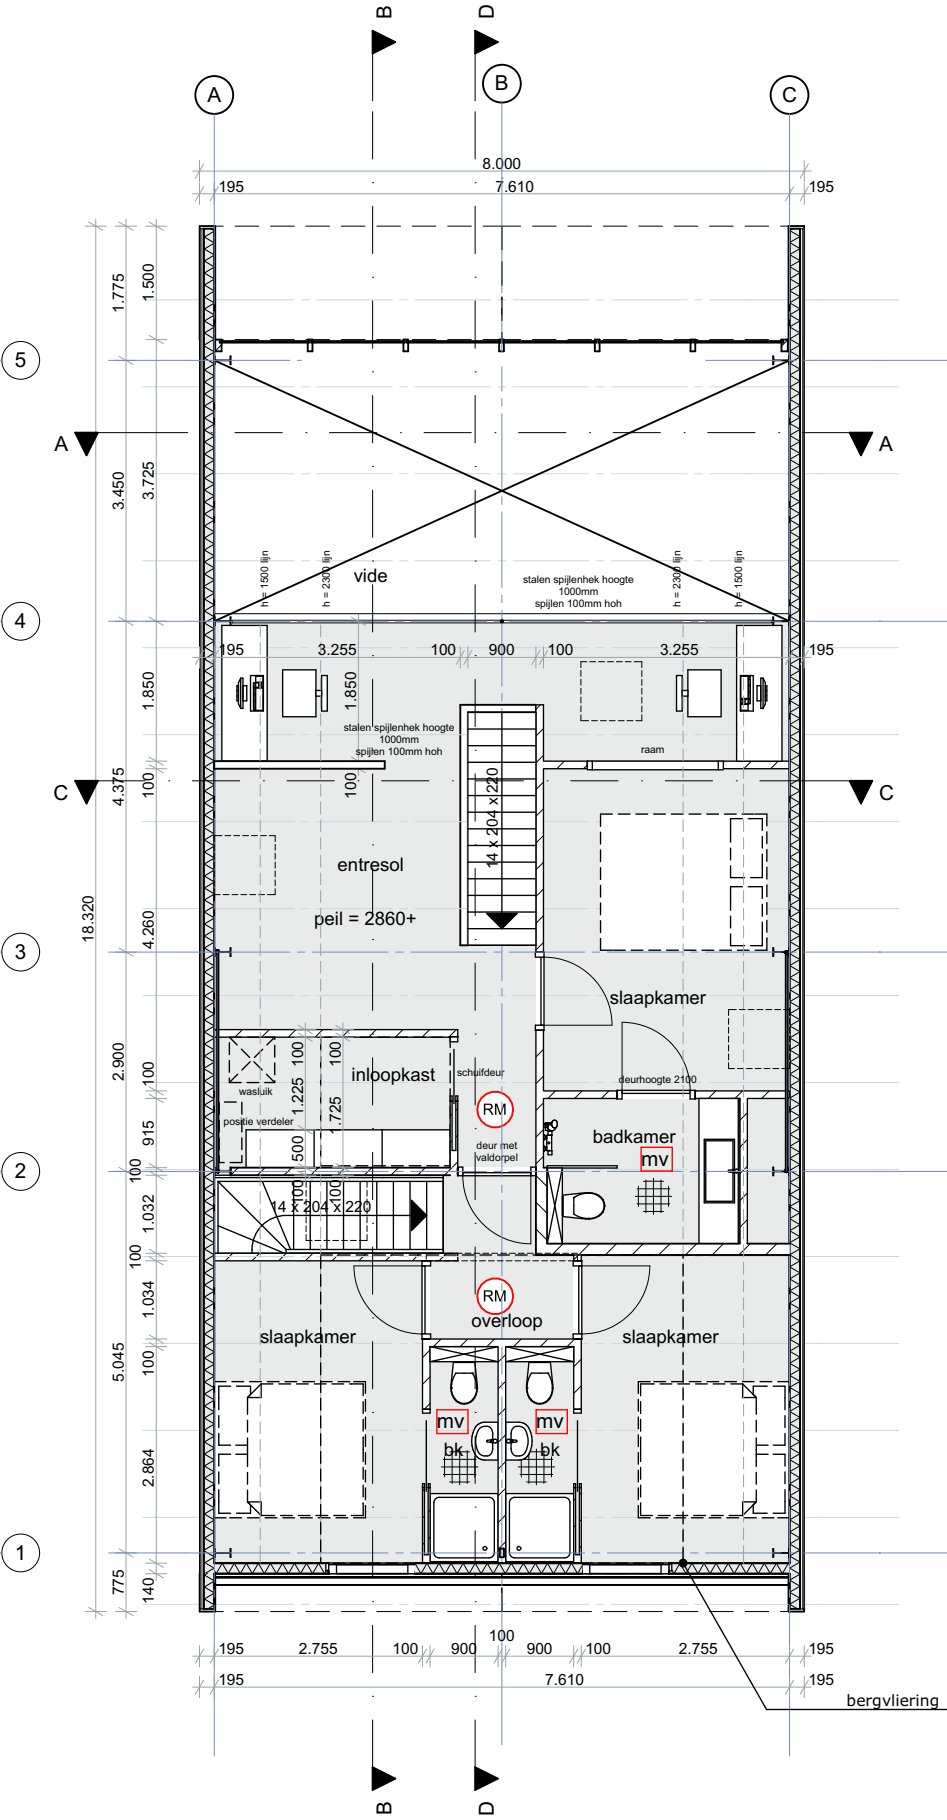 B
D
A
B
C
8.000
195
7.610
195
1.775
1.500
5
A
A
3.450
3.725
h = 1500 lijn
h = 2300 lijn
vide
stalen spijlenhek hoogte
1000mm
spijlen 100mm hoh
h = 2300 lijn
h = 1500 lijn
4
195
3.255
100
900
100
3.255
195
1.850
1.850
stalen spijlenhek hoogte
1000mm
spijlen 100mm hoh
raam
4.375
100
100
C
C
14 x 204 x 220
entresol
peil = 2860+
18.320
4.260
3
slaapkamer
2.900
100
100
100
inloopkast
schuifdeur
deurhoogte 2100
wasluik
1.225
1.725
RM
positie verdeler
915
500
deur met
valdorpel
badkamer
mv
2
100
100
100
1.032
14 x 204 x 220
100
1.034
RM
overloop
slaapkamer
slaapkamer
5.045
100
mv
mv
bk
bk
2.864
1
775
140
100
195
2.755
100
900
900
100
2.755
195
195
7.610
195
bergvliering
B
D